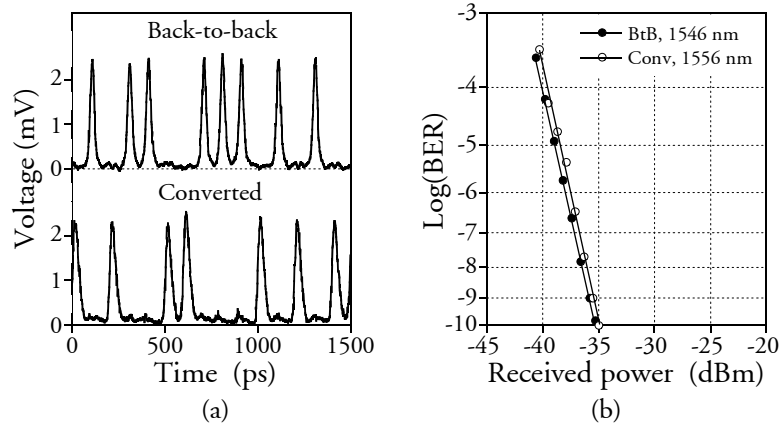 Back-to-back
2
1
0
Converted
2
1
0
Voltage (mV)
0 500 1000 1500
Time (ps)
(a)
-3
-4
-5
-6
-7
-8
-9
-10
Log(BER)
BtB, 1546 nm
Conv, 1556 nm
-45 -40 -35 -30 -25 -20
Received power (dBm)
(b)